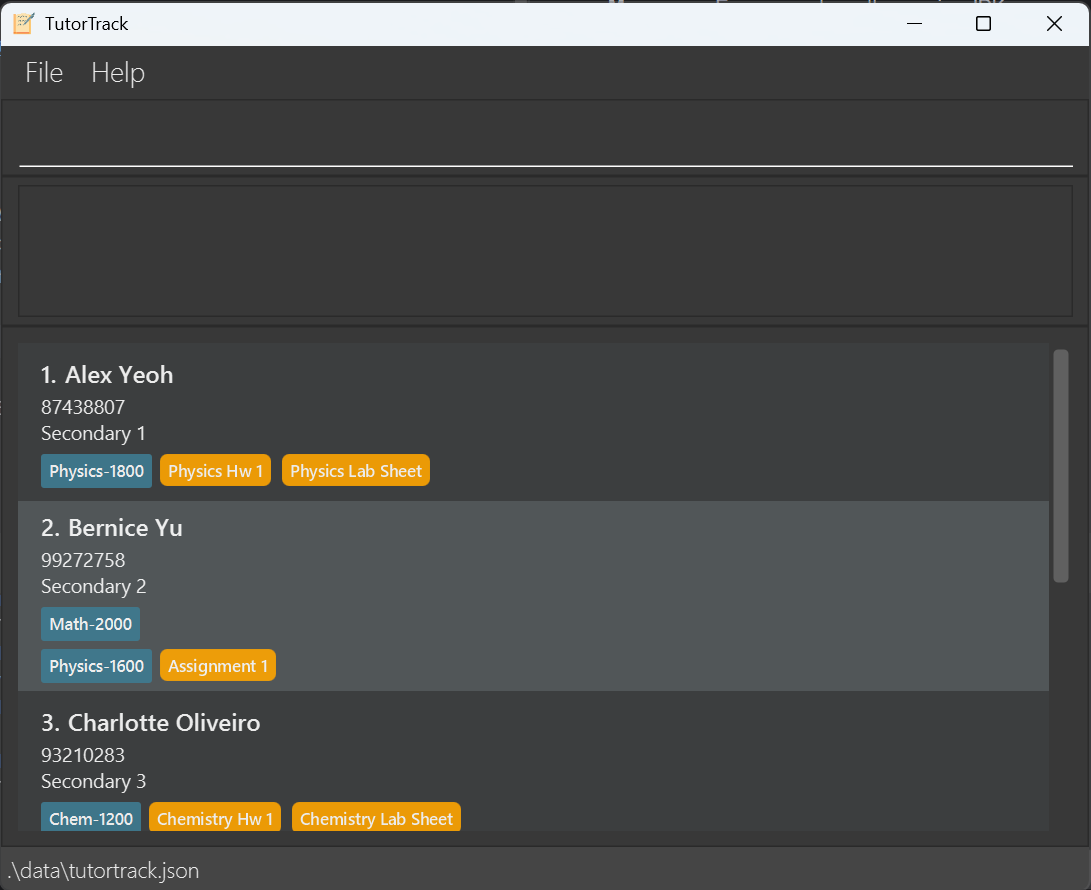 TutorTrack
File Help
1. Alex Yeoh
87438807
Secondary 1
Physics-1800 Physics Hw 1 Physics Lab Sheet
2. Bernice Yu
99272758
Secondary 2
Math-2000
Physics-1600 Assignment 1
3. Charlotte Oliveiro
93210283
Secondary 3
Chem-1200 Chemistry Hw 1 Chemistry Lab Sheet
.\data\tutortrack.json